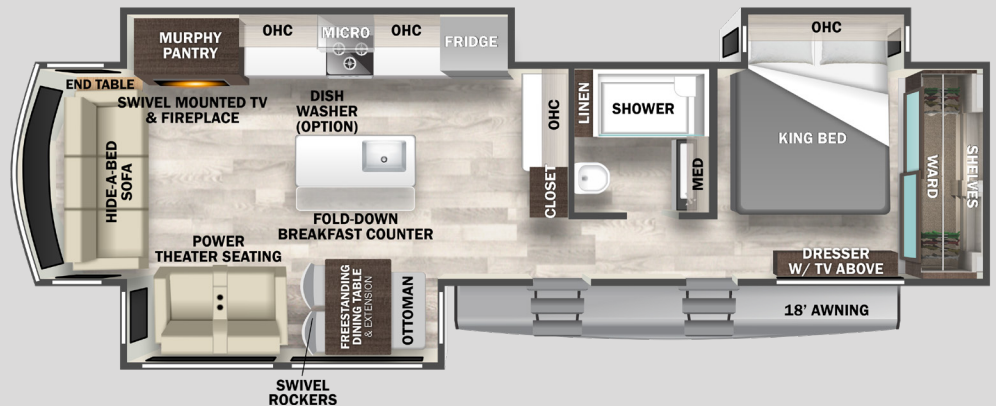 MURPHY
PANTRY
OHC
MICRO
OHC
FRIDGE
OHC
END TABLE
SWIVEL MOUNTED TV
& FIREPLACE
DISH
WASHER
(OPTION)
OHC
LINEN
SHOWER
KING BED
HIDE-A-BED
SOFA
CLOSET
MED
WARD
SHELVES
FOLD-DOWN
BREAKFAST COUNTER
POWER
THEATER SEATING
DRESSER
W/ TV ABOVE
FREESTANDING
DINING TABLE
& EXTENSION
OTTOMAN
18' AWNING
SWIVEL
ROCKERS